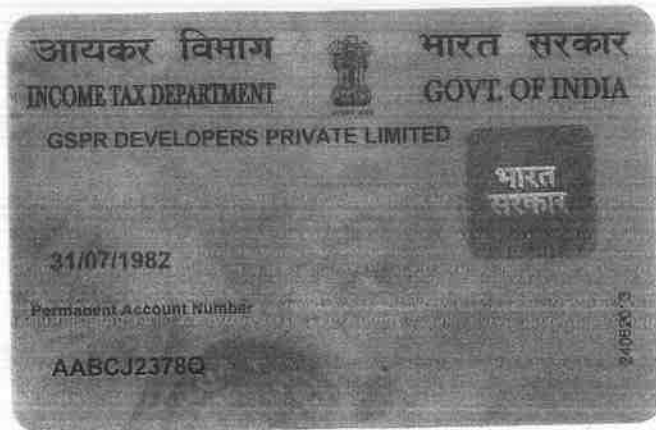 आयकर विभाग
भारत सरकार
INCOME TAX DEPARTMENT
GOVT. OF INDIA
GSPR DEVELOPERS PRIVATE LIMITED
भारत
सरकार
31/07/1982
Permanent Account Number
AABCJ2378Q